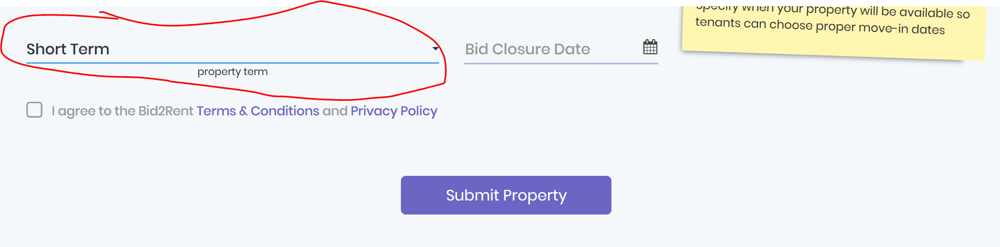 specify when your property will be available so
tenants can choose proper move-in dates
Short Term
Bid Closure Date
property term
I agree to the Bid2Rent Terms & Conditions and Privacy Policy
Submit Property